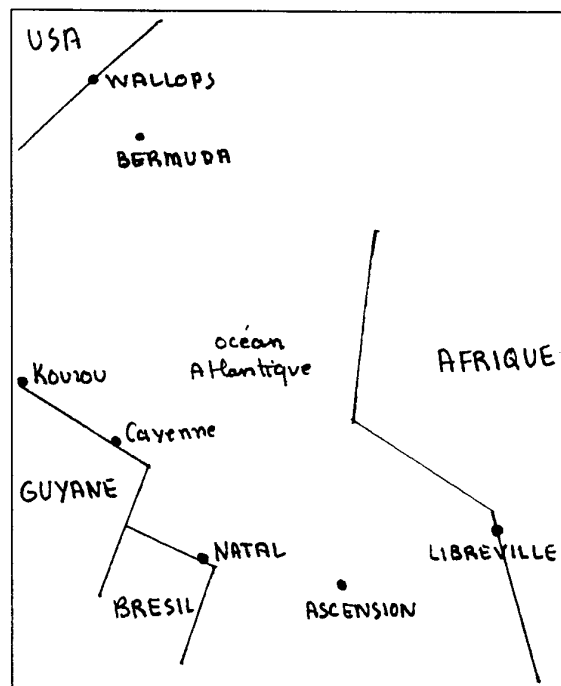 USA
WALLOPS
BERMUDA
océan
Atlantique
AFRIQUE
Kourou
Cayenne
GUYANE
NATAL
LIBREVILLE
BRESIL
ASCENSION